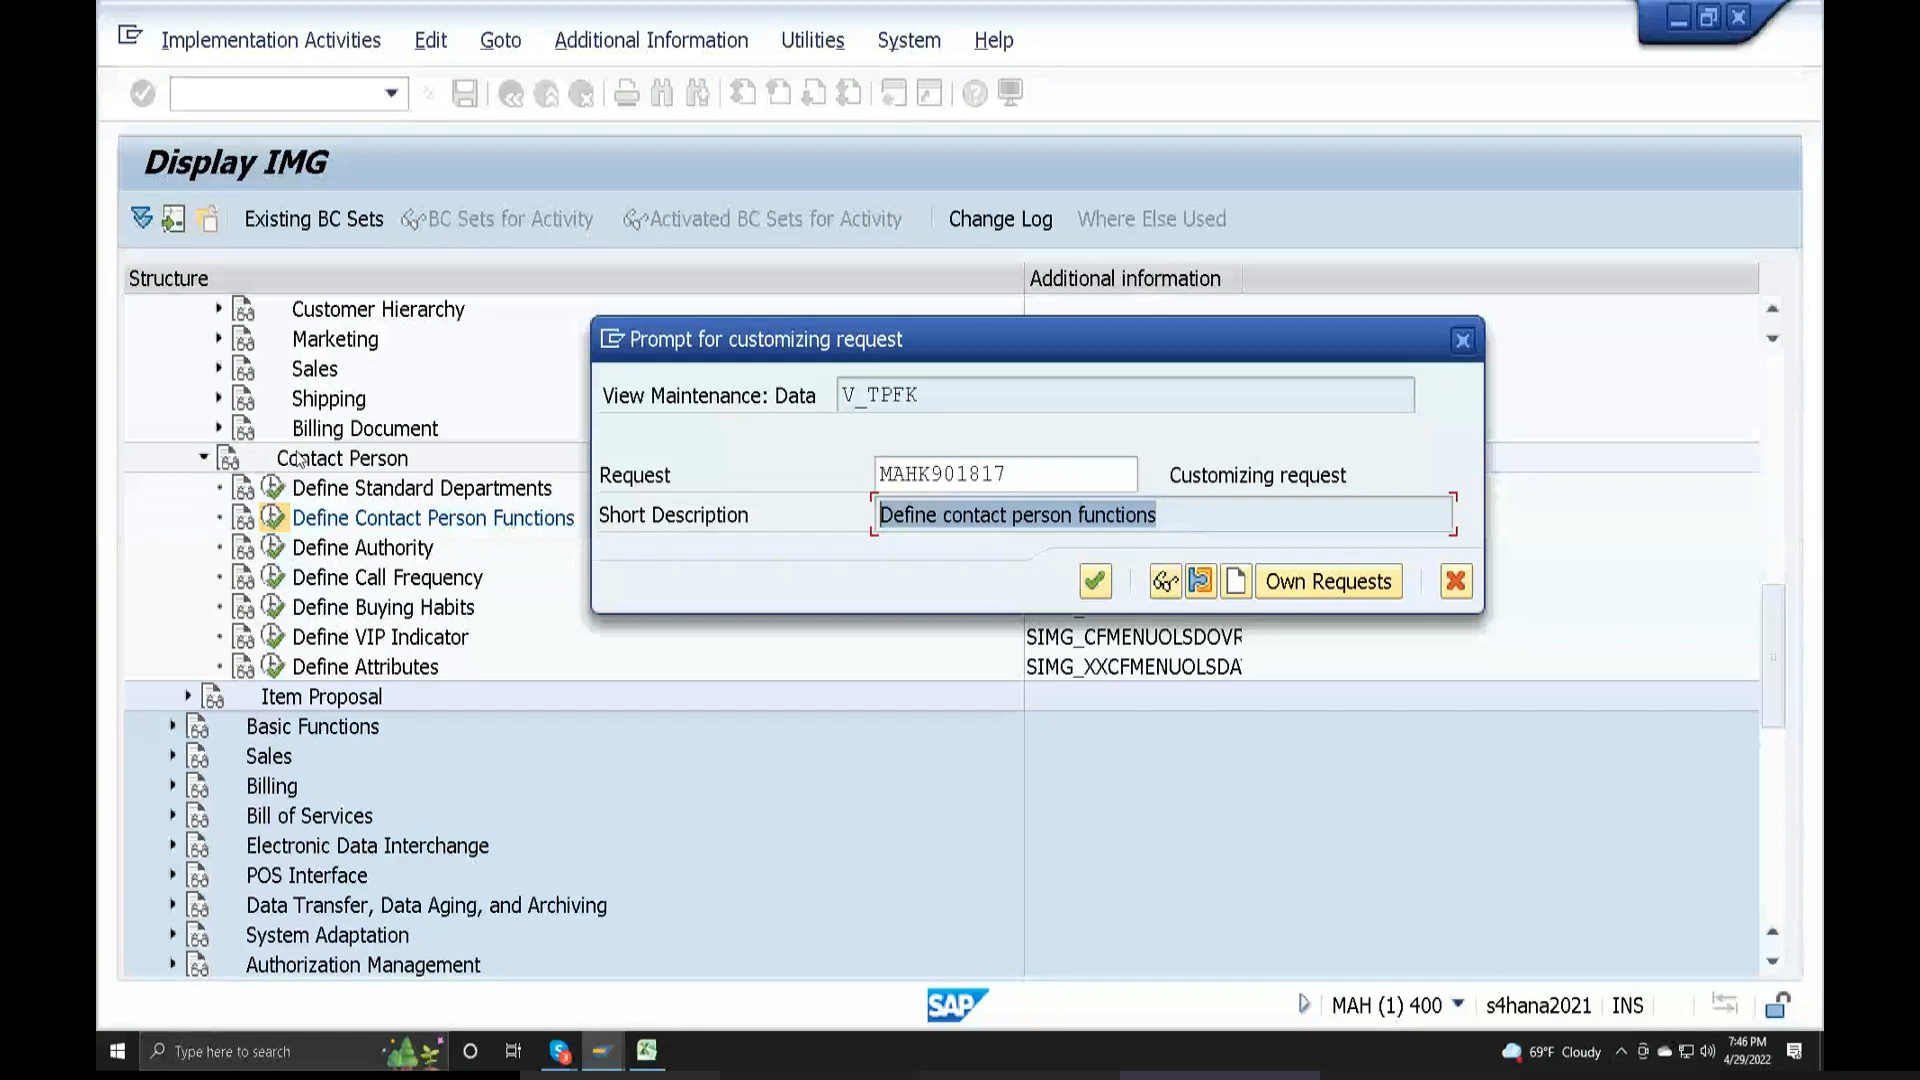 Implementation Activities Edit Goto Additional Information Utilities System Help
Display IMG
Existing BC Sets BC Sets for Activity Activated BC Sets for Activity Change Log Where Else Used
Structure Additional information
Customer Hierarchy
Marketing
Sales
Shipping
Billing Document
Contact Person
Define Standard Departments
Define Contact Person Functions
Define Authority
Define Call Frequency
Define Buying Habits
Define VIP Indicator SIMG_CFMENUOLSDOVR
Define Attributes SIMG_XXCFMENUOLSDA
Item Proposal
Basic Functions
Sales
Billing
Bill of Services
Electronic Data Interchange
POS Interface
Data Transfer, Data Aging, and Archiving
System Adaptation
Authorization Management
Prompt for customizing request
View Maintenance: Data V_TPFK
Request MAHK901817 Customizing request
Short Description Define contact person functions
Own Requests
SAP MAH (1) 400 s4hana2021 INS
Type here to search 69°F Cloudy 7:46 PM
4/29/2022